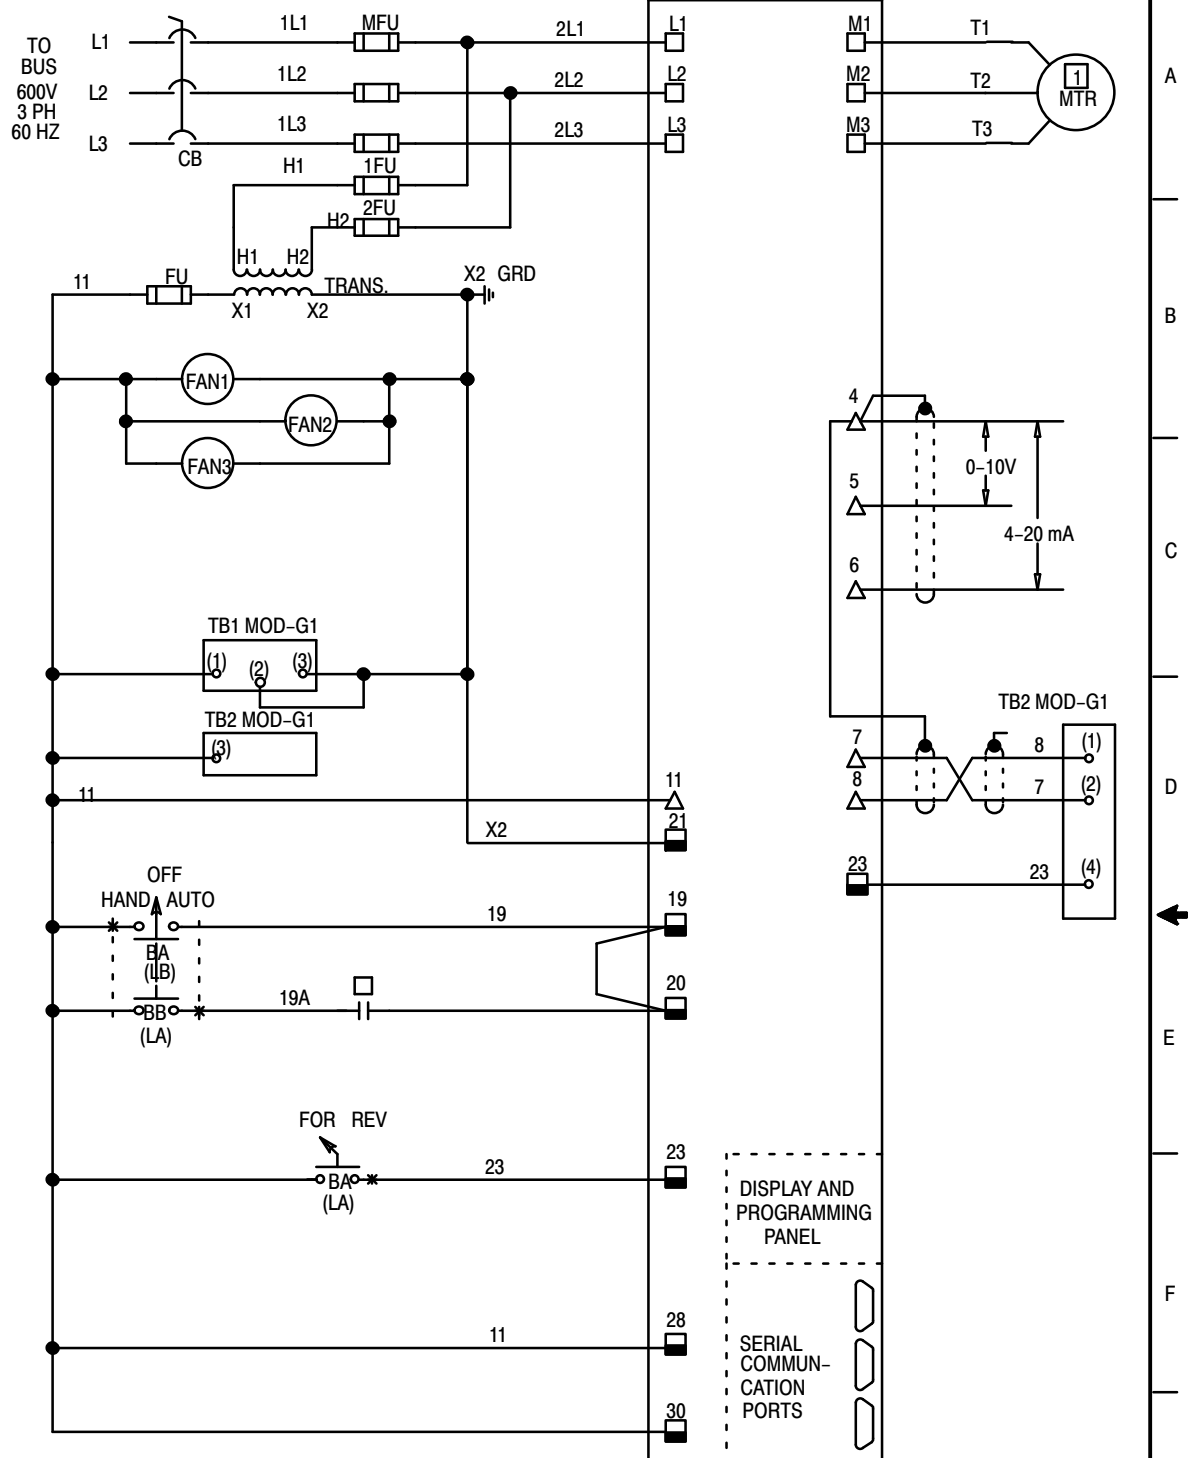 1L1
MFU
2L1
L1
M1
T1
TO
BUS
600V
3 PH
60 HZ
L1
1L2
2L2
L2
M2
T2
1
MTR
A
L2
1L3
2L3
L3
M3
T3
L3
CB
H1
1FU
H2
2FU
H1
H2
11
FU
TRANS.
X2 GRD
X1
X2
B
FAN1
FAN2
FAN3
4
0–10V
5
4–20 mA
C
6
TB1 MOD–G1
(1)
(2)
(3)
TB2 MOD–G1
(3)
TB2 MOD–G1
7
8
(1)
8
7
(2)
D
11
11
X2
21
23
23
(4)
OFF
HAND AUTO
19
19
BA
(LB)
20
19A
BB
(LA)
E
FOR REV
23
23
BA
(LA)
DISPLAY AND
PROGRAMMING
PANEL
F
11
28
SERIAL
COMMUN–
CATION
PORTS
30